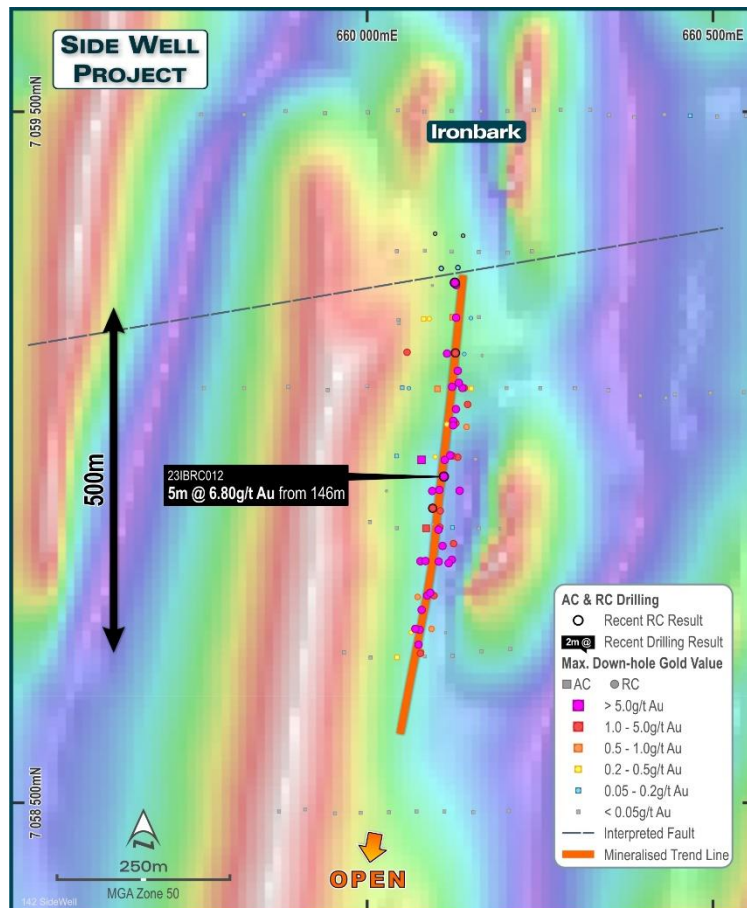 SIDE WELL
PROJECT
660 000mE
660 500mE
7 059 500mN
Ironbark
500m
23IBRC012
5m @ 6.80g/t Au from 146m
AC & RC Drilling
Recent RC Result
2m @
Recent Drilling Result
Max. Down-hole Gold Value
AC
RC
> 5.0g/t Au
1.0 - 5.0g/t Au
0.5 - 1.0g/t Au
0.2 - 0.5g/t Au
0.05 - 0.2g/t Au
< 0.05g/t Au
Interpreted Fault
Mineralised Trend Line
7 058 500mN
250m
MGA Zone 50
OPEN
142 SideWell